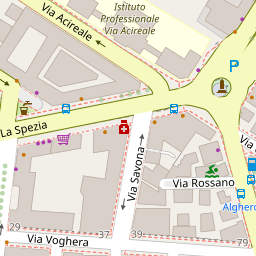 Istituto
Professionale
Via Acireale
Via Acireale
P
La Spezia
Via Savona
Via Rossano
Alghero
29
37
39
79
Via Voghera